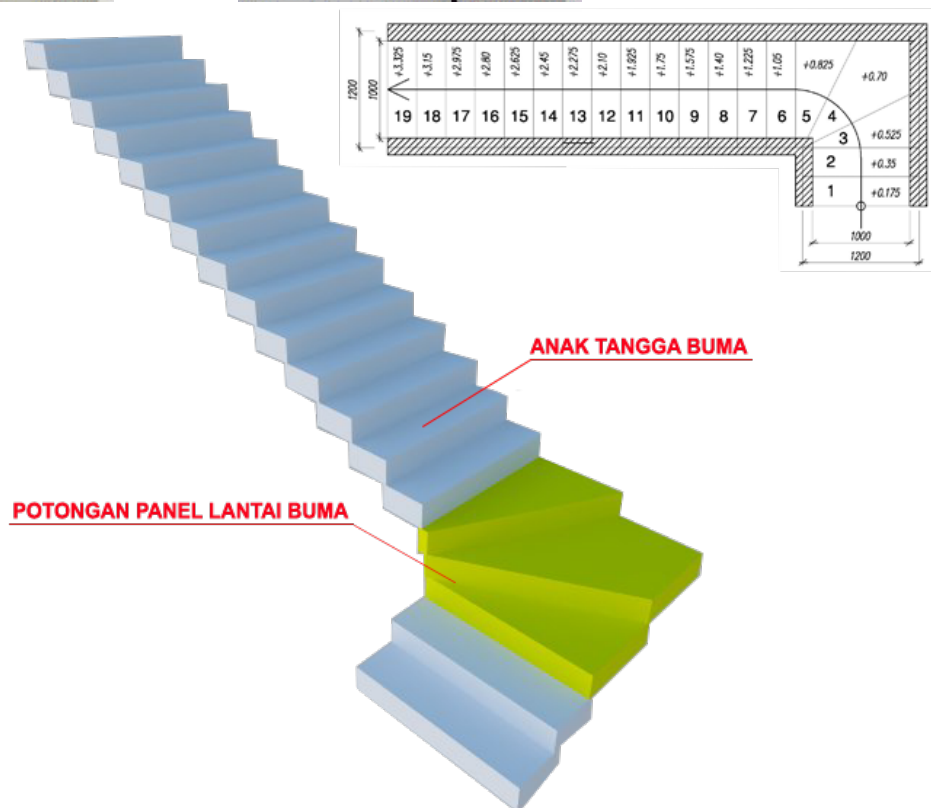 +3.325 +3.15 +2.975 +2.80 +2.625 +2.45 +2.275 +2.10 +1.925 +1.75 +1.575 +1.40 +1.225 +1.05 +0.825
+0.70
1200
1000
19 18 17 16 15 14 13 12 11 10 9 8 7 6 5 4
3 +0.525
2 +0.35
1 +0.175
1000
1200
ANAK TANGGA BUMA
POTONGAN PANEL LANTAI BUMA